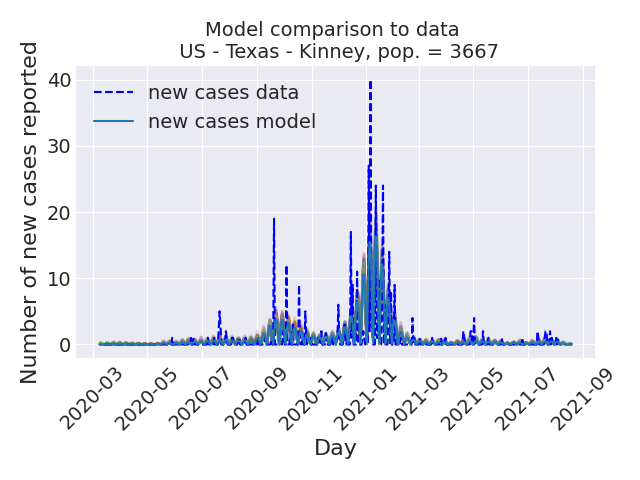 Model comparison to data
US - Texas - Kinney, pop. = 3667
Number of new cases reported
40
30
20
10
0
new cases data
new cases model
2020-03
2020-05
2020-07
2020-09
2020-11
2021-01
2021-03
2021-05
2021-07
2021-09
Day